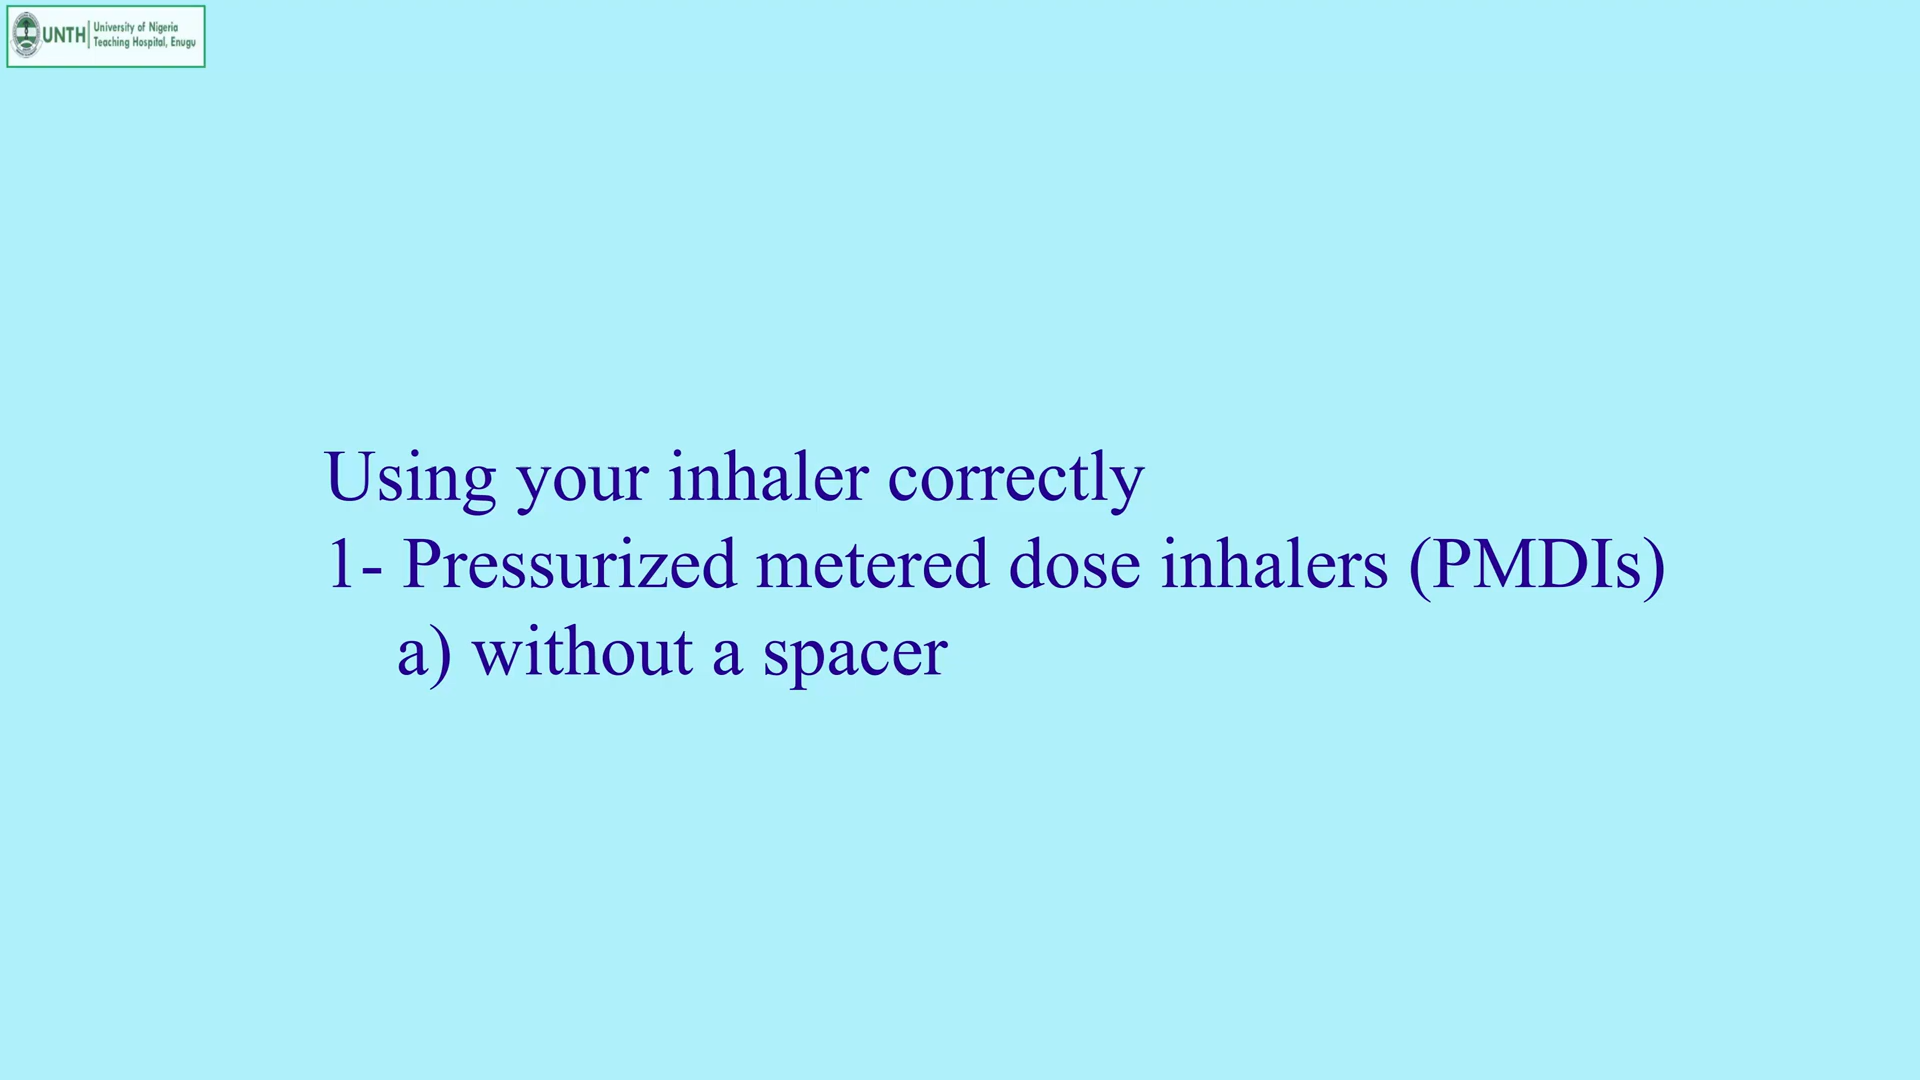 UNTH
University of Nigeria
Teaching Hospital, Enugu
Using your inhaler correctly
1- Pressurized metered dose inhalers (PMDIs)
a) without a spacer